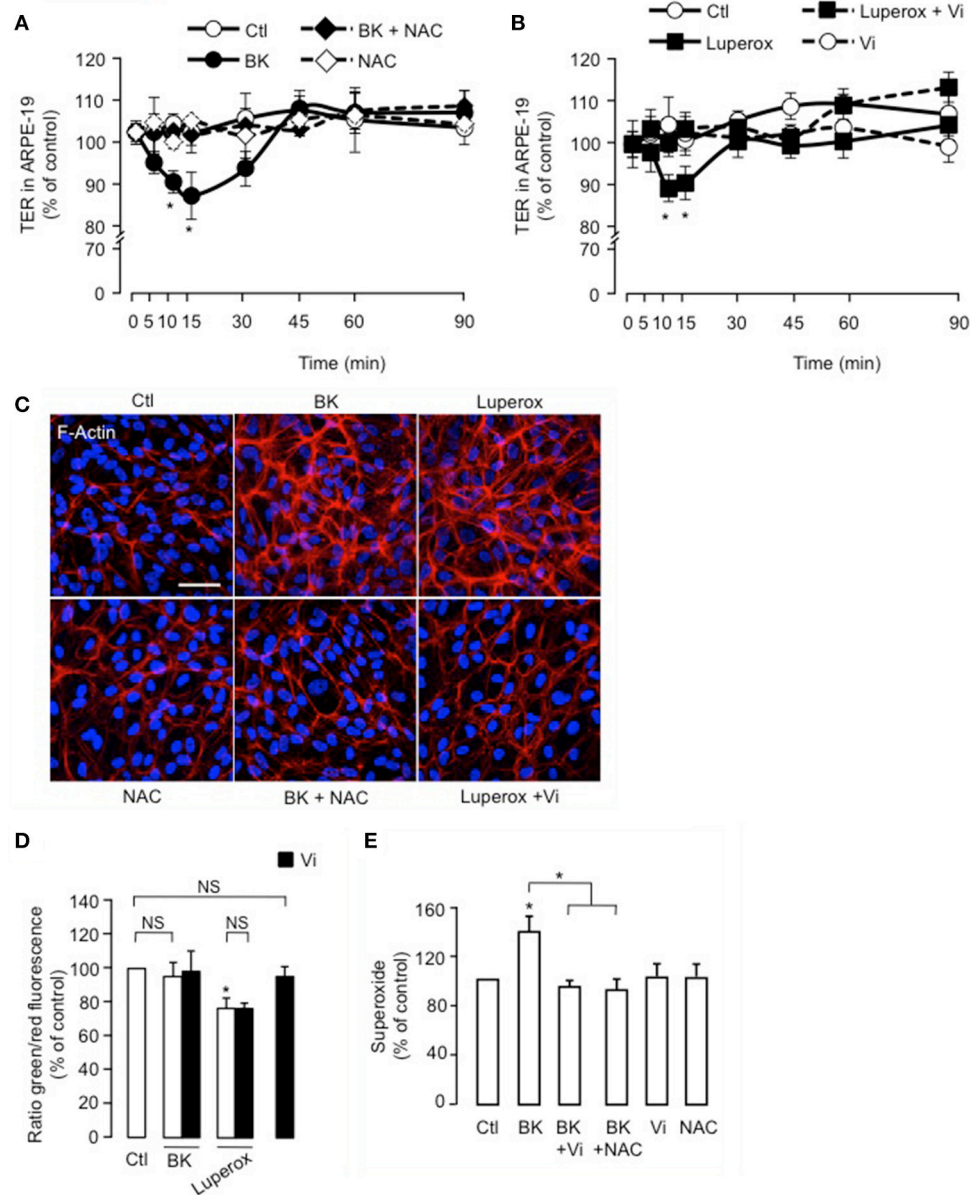 A
Ctl
BK + NAC
BK
NAC
TER in ARPE-19
(% of control)
120
110
100
90
80
70
0
*
*
0 5 10 15 30 45 60 90
Time (min)
B
Ctl
Luperox + Vi
Luperox
Vi
TER in ARPE-19
(% of control)
120
110
100
90
80
70
0
* *
0 5 10 15 30 45 60 90
Time (min)
C
Ctl BK Luperox
F-Actin
NAC BK + NAC Luperox +Vi
D
Vi
Ratio green/red fluorescence
(% of control)
140
120
100
80
60
40
20
0
NS
NS
NS
*
Ctl BK Luperox
E
Superoxide
(% of control)
160
120
80
40
0
*
*
Ctl BK BK Vi NAC
+Vi +NAC
BK